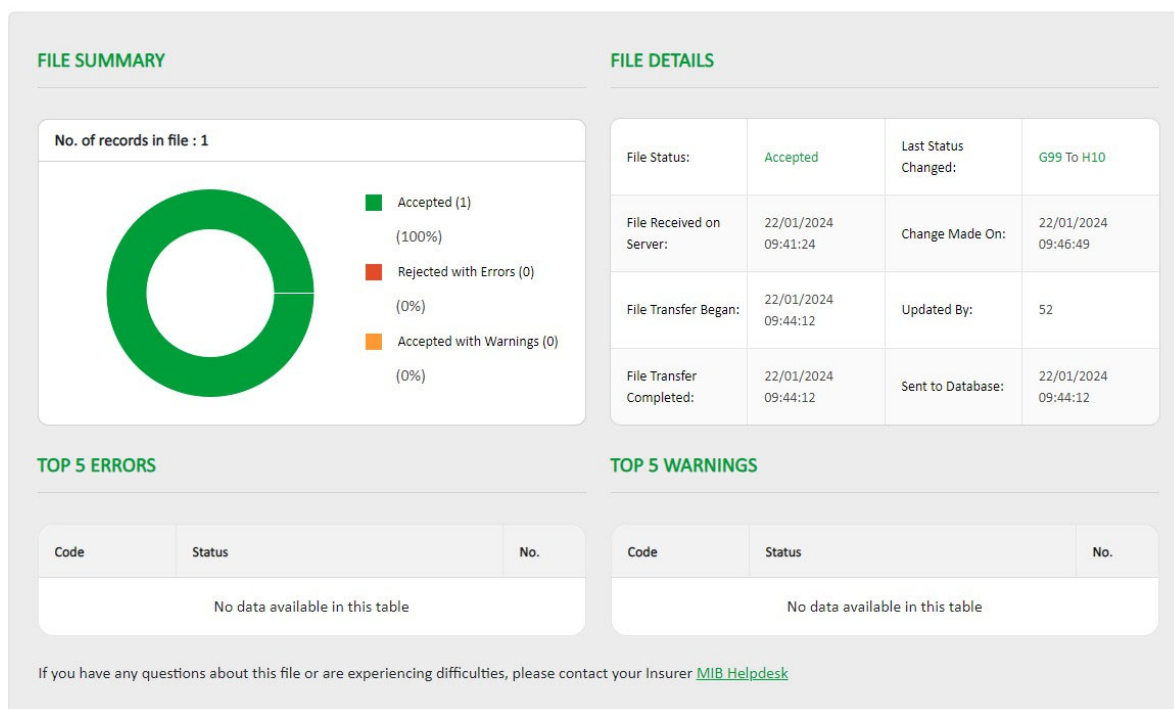 FILE SUMMARY
No. of records in file : 1
Accepted (1)
(100%)
Rejected with Errors (0)
(0%)
Accepted with Warnings (0)
(0%)
FILE DETAILS
File Status:
Accepted
Last Status
Changed:
G99 To H10
File Received on
Server:
22/01/2024
09:41:24
Change Made On:
22/01/2024
09:46:49
File Transfer Began:
22/01/2024
09:44:12
Updated By:
52
File Transfer
Completed:
22/01/2024
09:44:12
Sent to Database:
22/01/2024
09:44:12
TOP 5 ERRORS
Code Status No.
No data available in this table
TOP 5 WARNINGS
Code Status No.
No data available in this table
If you have any questions about this file or are experiencing difficulties, please contact your Insurer MIB Helpdesk